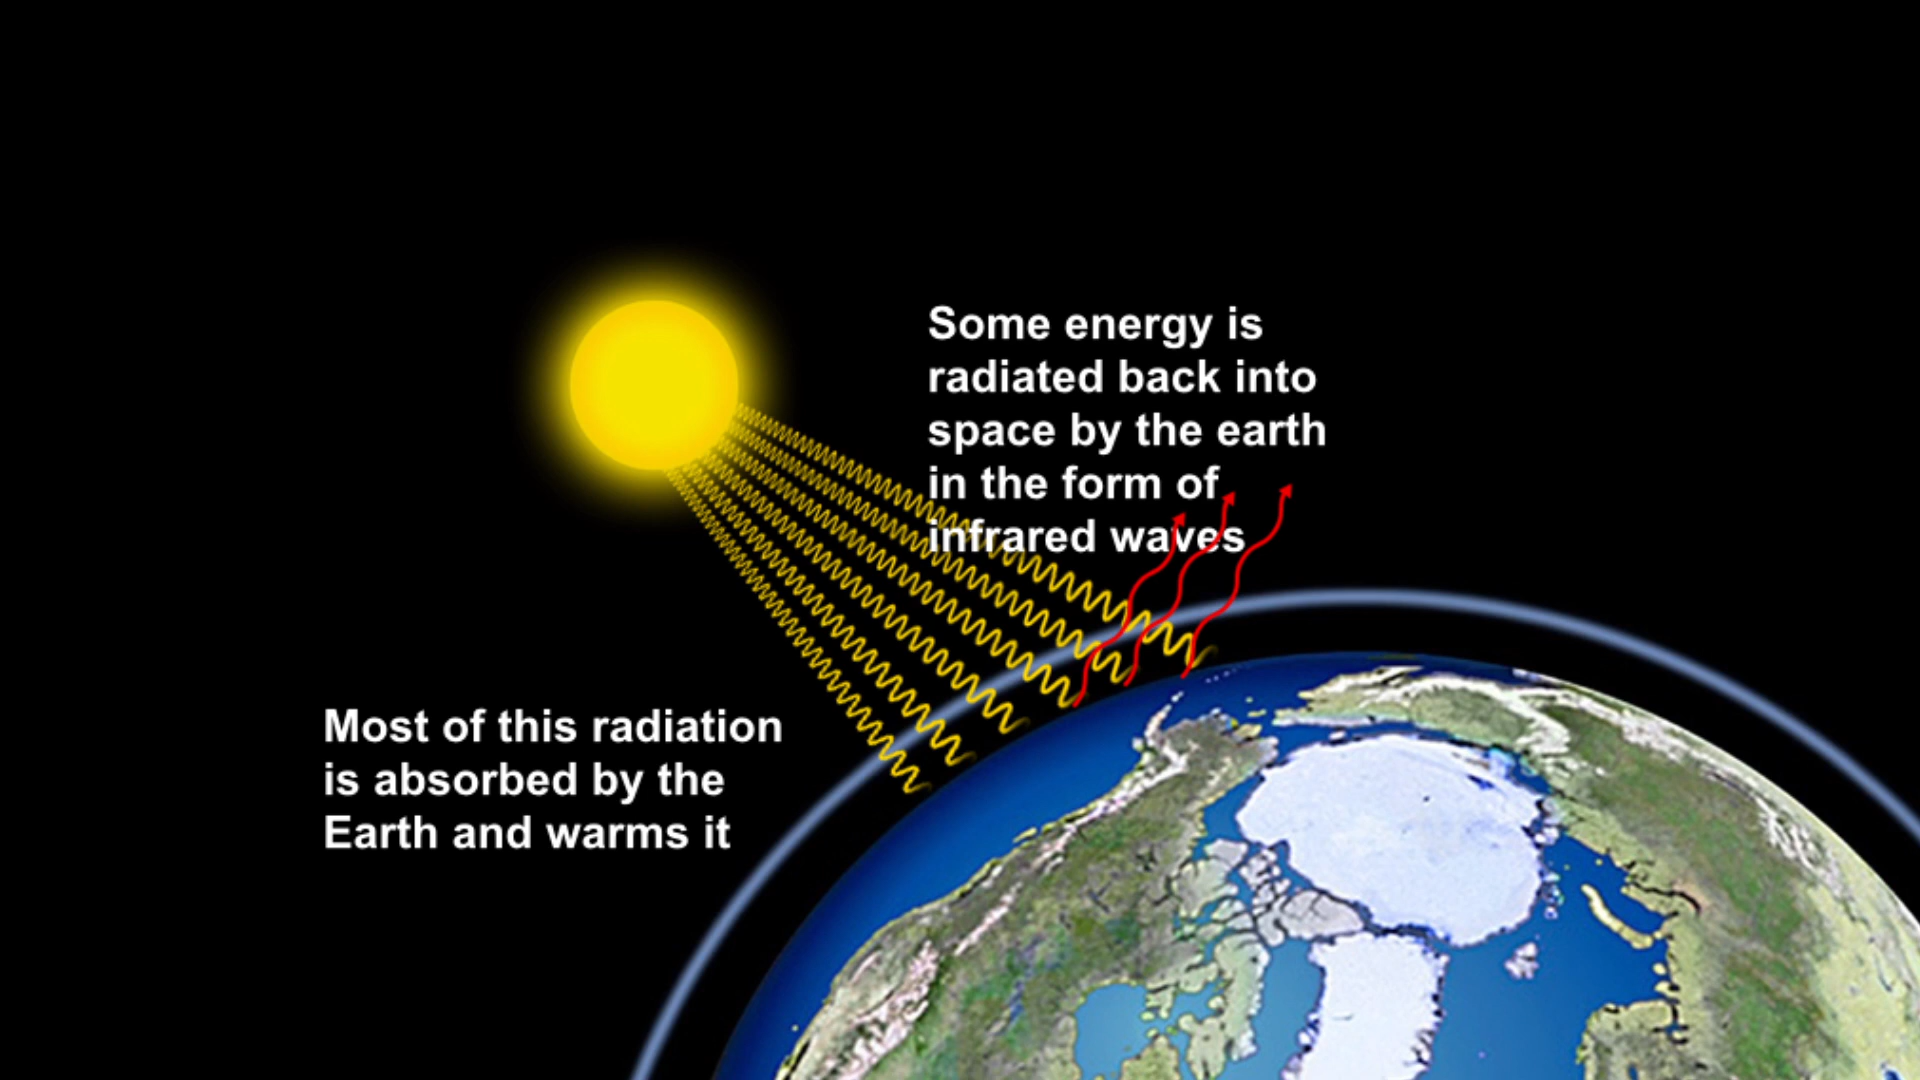 Some energy is
radiated back into
space by the earth
in the form of
infrared waves
Most of this radiation
is absorbed by the
Earth and warms it